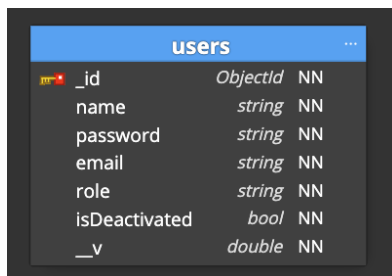 users ...
_id ObjectId NN
name string NN
password string NN
email string NN
role string NN
isDeactivated bool NN
__v double NN